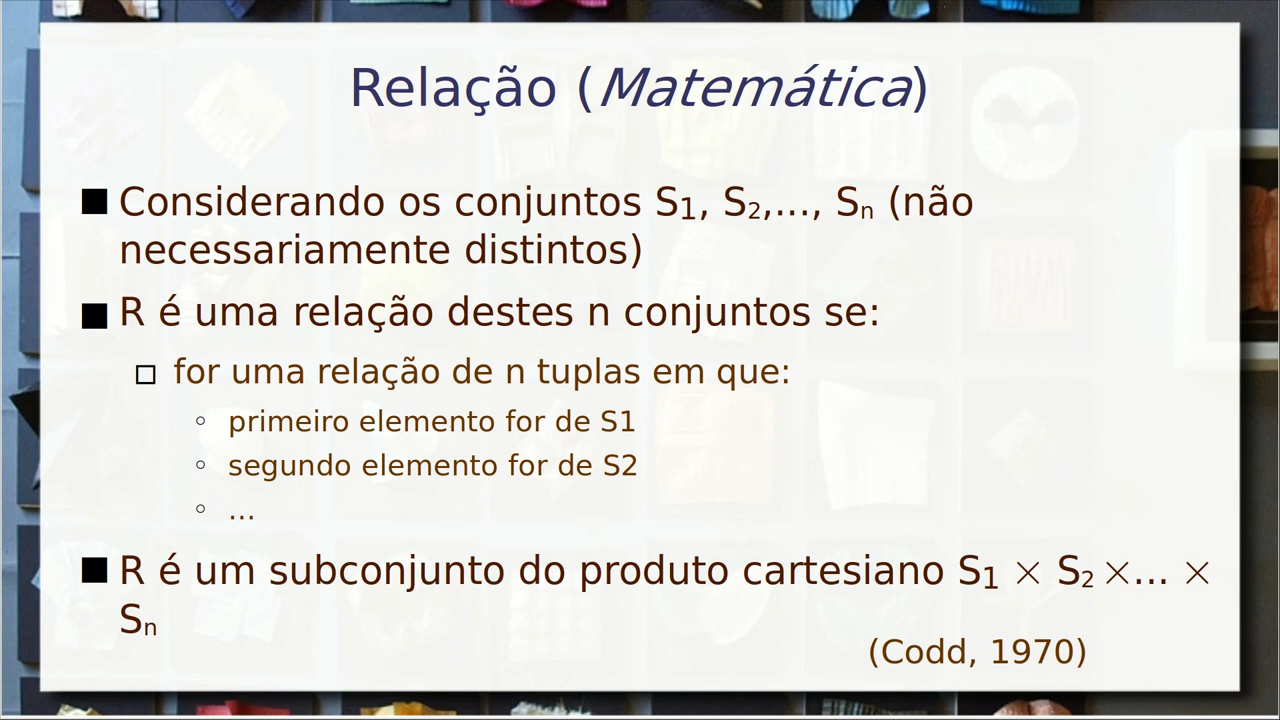 Relação (Matemática)
■ Considerando os conjuntos S₁, S₂,..., Sₙ (não
necessariamente distintos)
■ R é uma relação destes n conjuntos se:
□ for uma relação de n tuplas em que:
◦ primeiro elemento for de S1
◦ segundo elemento for de S2
◦ ...
■ R é um subconjunto do produto cartesiano S₁ × S₂ ×... ×
Sₙ
(Codd, 1970)